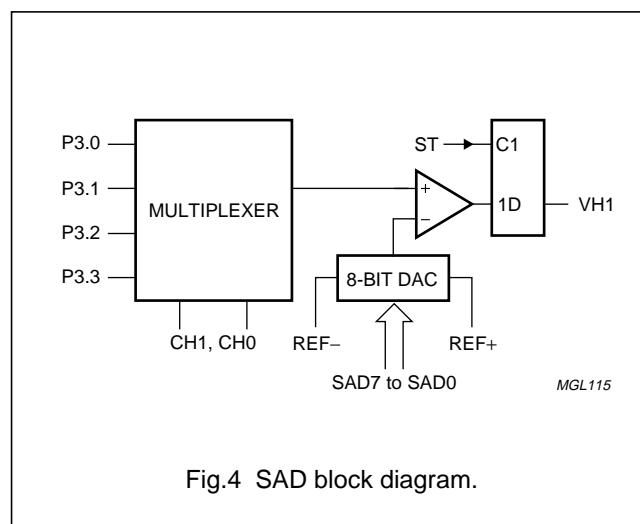 P3.0
P3.1
P3.2
P3.3
MULTIPLEXER
CH1, CH0
ST
C1
1D
VH1
+
−
8-BIT DAC
REF−
REF+
SAD7 to SAD0
MGL115
Fig.4 SAD block diagram.